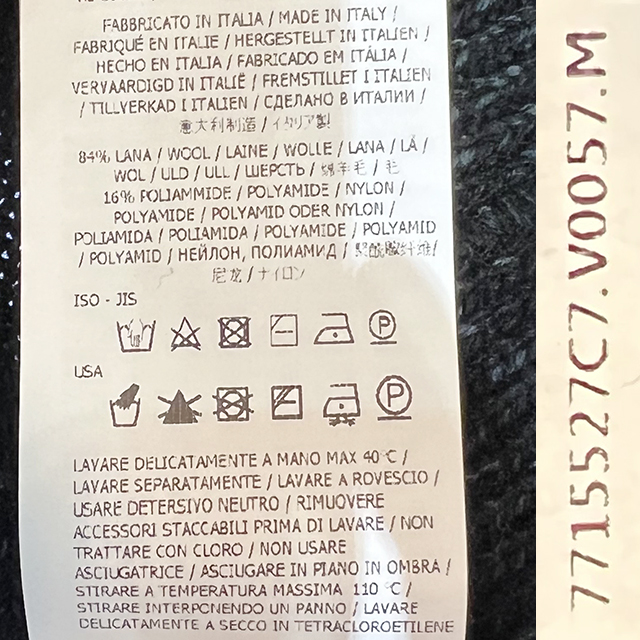 FABBRICATO IN ITALIA / MADE IN ITALY /
FABRIQUÉ EN ITALIE / HERGESTELLT IN ITALIEN /
HECHO EN ITALIA / FABRICADO EM ITÁLIA /
VERVAARDIGD IN ITALIË / FREMSTILLET I ITALIEN
/ TILLVERKAD I ITALIEN / СДЕЛАНО В ИТАЛИИ /
意大利制造 / イタリア製
84% LANA / WOOL / LAINE / WOLLE / LANA / LÃ /
WOL / ULD / ULL / ШЕРСТЬ / 绵羊毛 / 毛
16% POLIAMMIDE / POLYAMIDE / NYLON /
POLYAMIDE / POLYAMID ODER NYLON /
POLIAMIDA / POLIAMIDA / POLYAMIDE / POLYAMID
/ POLYAMID / НЕЙЛОН, ПОЛИАМИД / 聚酰胺纤维/
尼龙 / ナイロン
ISO - JIS
P
USA
P
LAVARE DELICATAMENTE A MANO MAX 40°C /
LAVARE SEPARATAMENTE / LAVARE A ROVESCIO /
USARE DETERSIVO NEUTRO / RIMUOVERE
ACCESSORI STACCABILI PRIMA DI LAVARE / NON
TRATTARE CON CLORO / NON USARE
ASCIUGATRICE / ASCIUGARE IN PIANO IN OMBRA /
STIRARE A TEMPERATURA MASSIMA 110 °C /
STIRARE INTERPONENDO UN PANNO / LAVARE
DELICATAMENTE A SECCO IN TETRACLOROETILENE
7715527C7.V0057.M